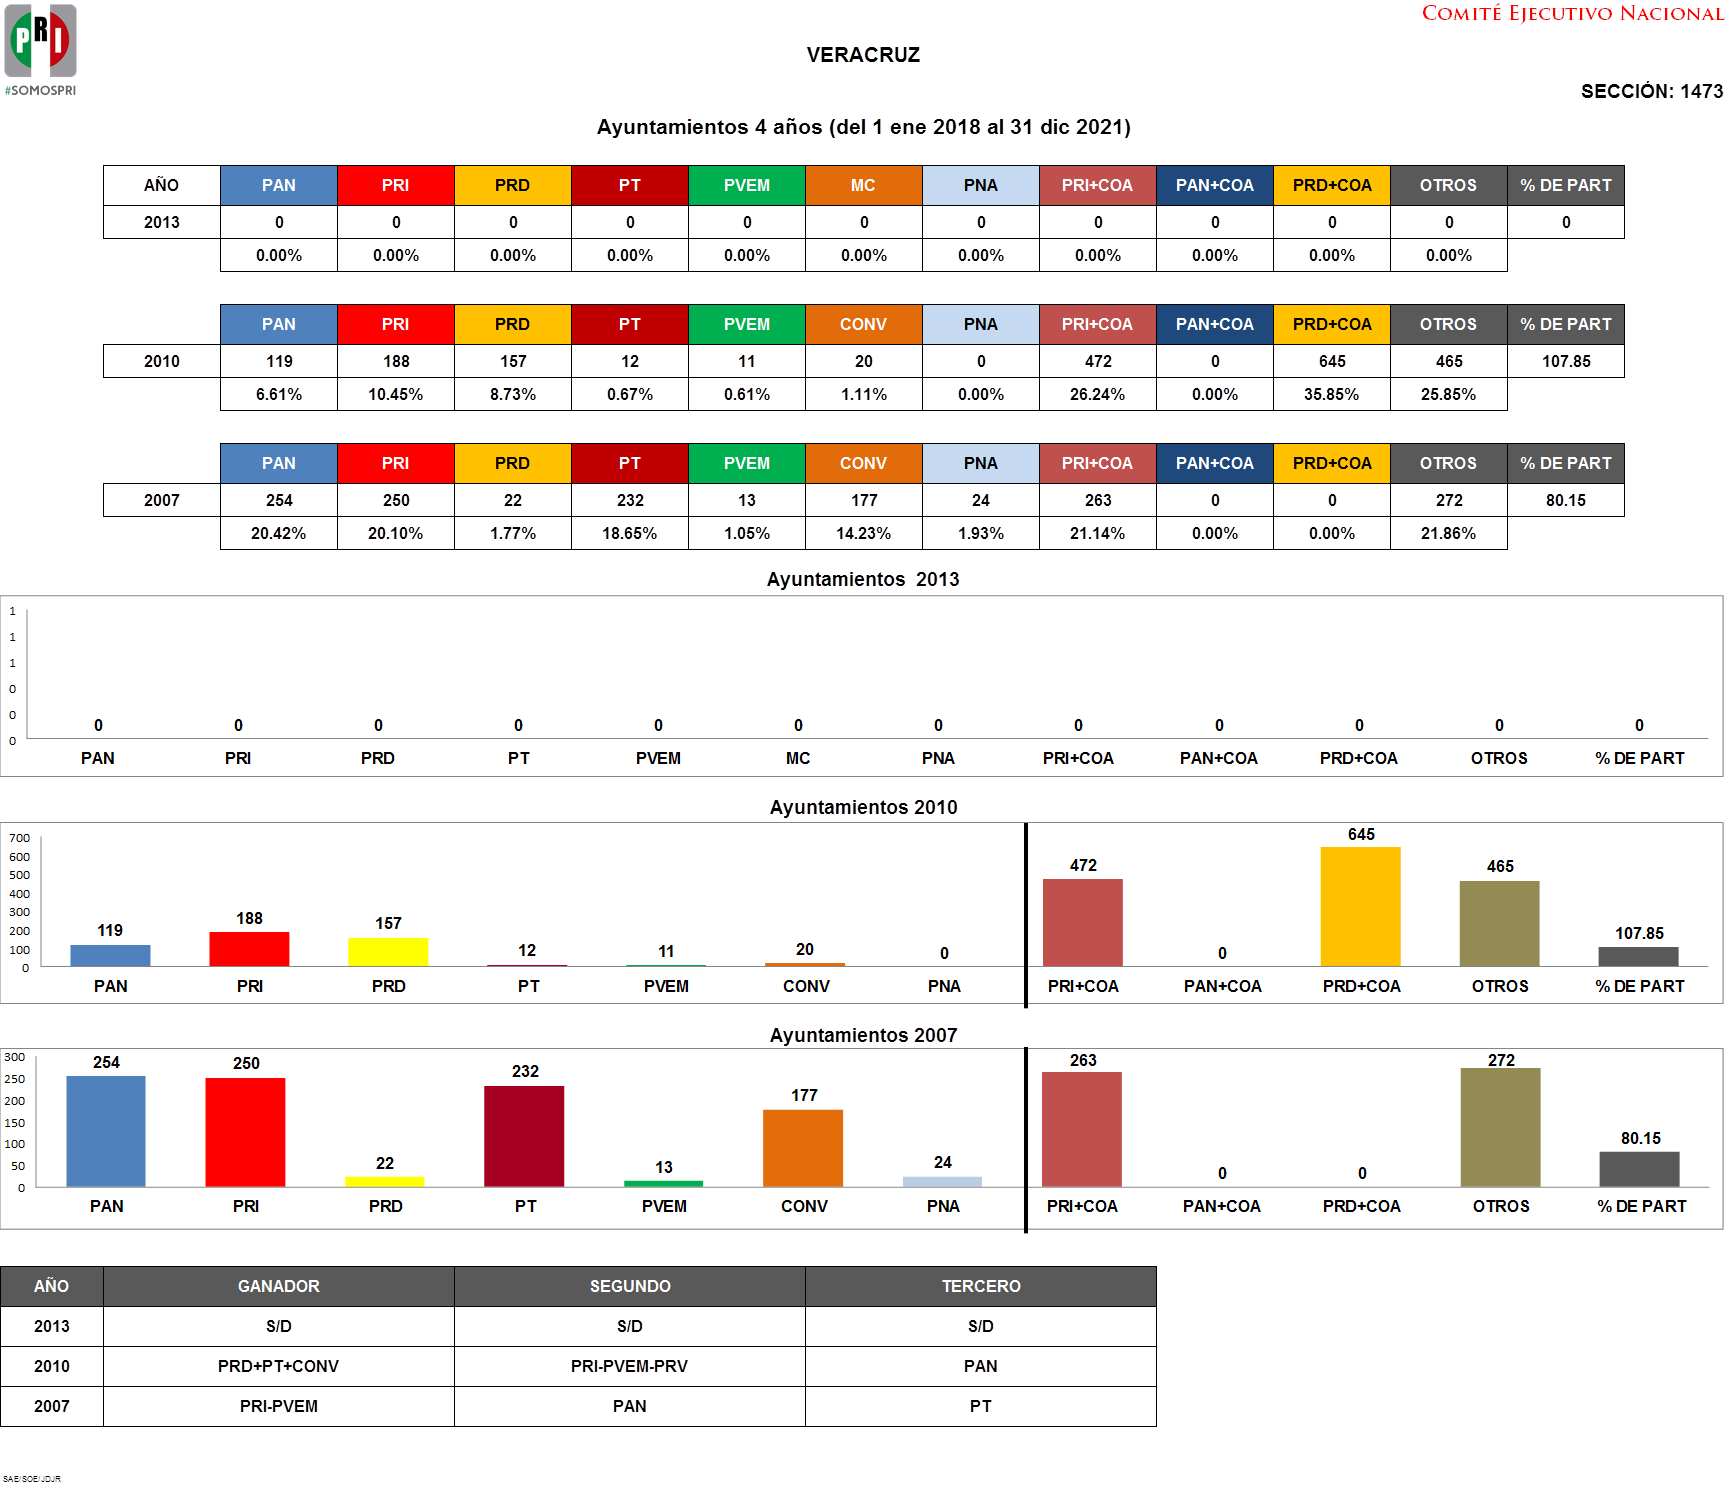 PRI
#SOMOSPRI
COMITÉ EJECUTIVO NACIONAL
VERACRUZ
SECCIÓN: 1473
Ayuntamientos 4 años (del 1 ene 2018 al 31 dic 2021)
AÑO PAN PRI PRD PT PVEM MC PNA PRI+COA PAN+COA PRD+COA OTROS % DE PART
2013 0 0 0 0 0 0 0 0 0 0 0 0
0.00% 0.00% 0.00% 0.00% 0.00% 0.00% 0.00% 0.00% 0.00% 0.00% 0.00%
PAN PRI PRD PT PVEM CONV PNA PRI+COA PAN+COA PRD+COA OTROS % DE PART
2010 119 188 157 12 11 20 0 472 0 645 465 107.85
6.61% 10.45% 8.73% 0.67% 0.61% 1.11% 0.00% 26.24% 0.00% 35.85% 25.85%
PAN PRI PRD PT PVEM CONV PNA PRI+COA PAN+COA PRD+COA OTROS % DE PART
2007 254 250 22 232 13 177 24 263 0 0 272 80.15
20.42% 20.10% 1.77% 18.65% 1.05% 14.23% 1.93% 21.14% 0.00% 0.00% 21.86%
Ayuntamientos 2013
1
1
1
0
0
0
0 0 0 0 0 0 0 0 0 0 0 0
PAN PRI PRD PT PVEM MC PNA PRI+COA PAN+COA PRD+COA OTROS % DE PART
Ayuntamientos 2010
700
600
500
400
300
200
100
0
119 188 157 12 11 20 0 472 0 645 465 107.85
PAN PRI PRD PT PVEM CONV PNA PRI+COA PAN+COA PRD+COA OTROS % DE PART
Ayuntamientos 2007
300
250
200
150
100
50
0
254 250 22 232 13 177 24 263 0 0 272 80.15
PAN PRI PRD PT PVEM CONV PNA PRI+COA PAN+COA PRD+COA OTROS % DE PART
AÑO GANADOR SEGUNDO TERCERO
2013 S/D S/D S/D
2010 PRD+PT+CONV PRI-PVEM-PRV PAN
2007 PRI-PVEM PAN PT
SAE/SOE/JDJR